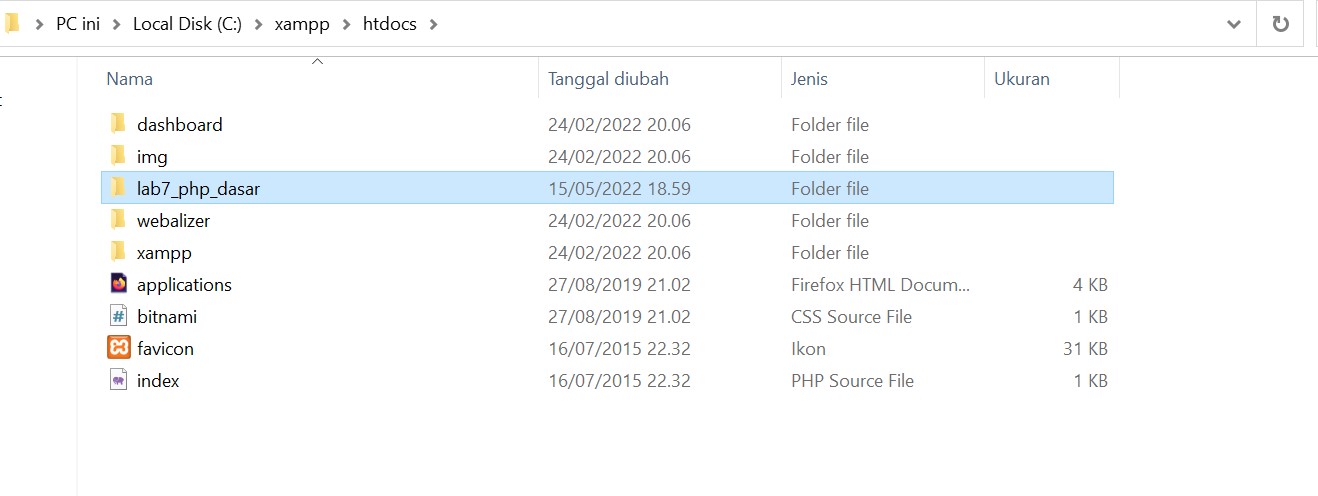 PC ini Local Disk (C:) xampp htdocs
Nama Tanggal diubah Jenis Ukuran
dashboard 24/02/2022 20.06 Folder file
img 24/02/2022 20.06 Folder file
lab7_php_dasar 15/05/2022 18.59 Folder file
webalizer 24/02/2022 20.06 Folder file
xampp 24/02/2022 20.06 Folder file
applications 27/08/2019 21.02 Firefox HTML Docum... 4 KB
bitnami 27/08/2019 21.02 CSS Source File 1 KB
favicon 16/07/2015 22.32 Ikon 31 KB
index 16/07/2015 22.32 PHP Source File 1 KB